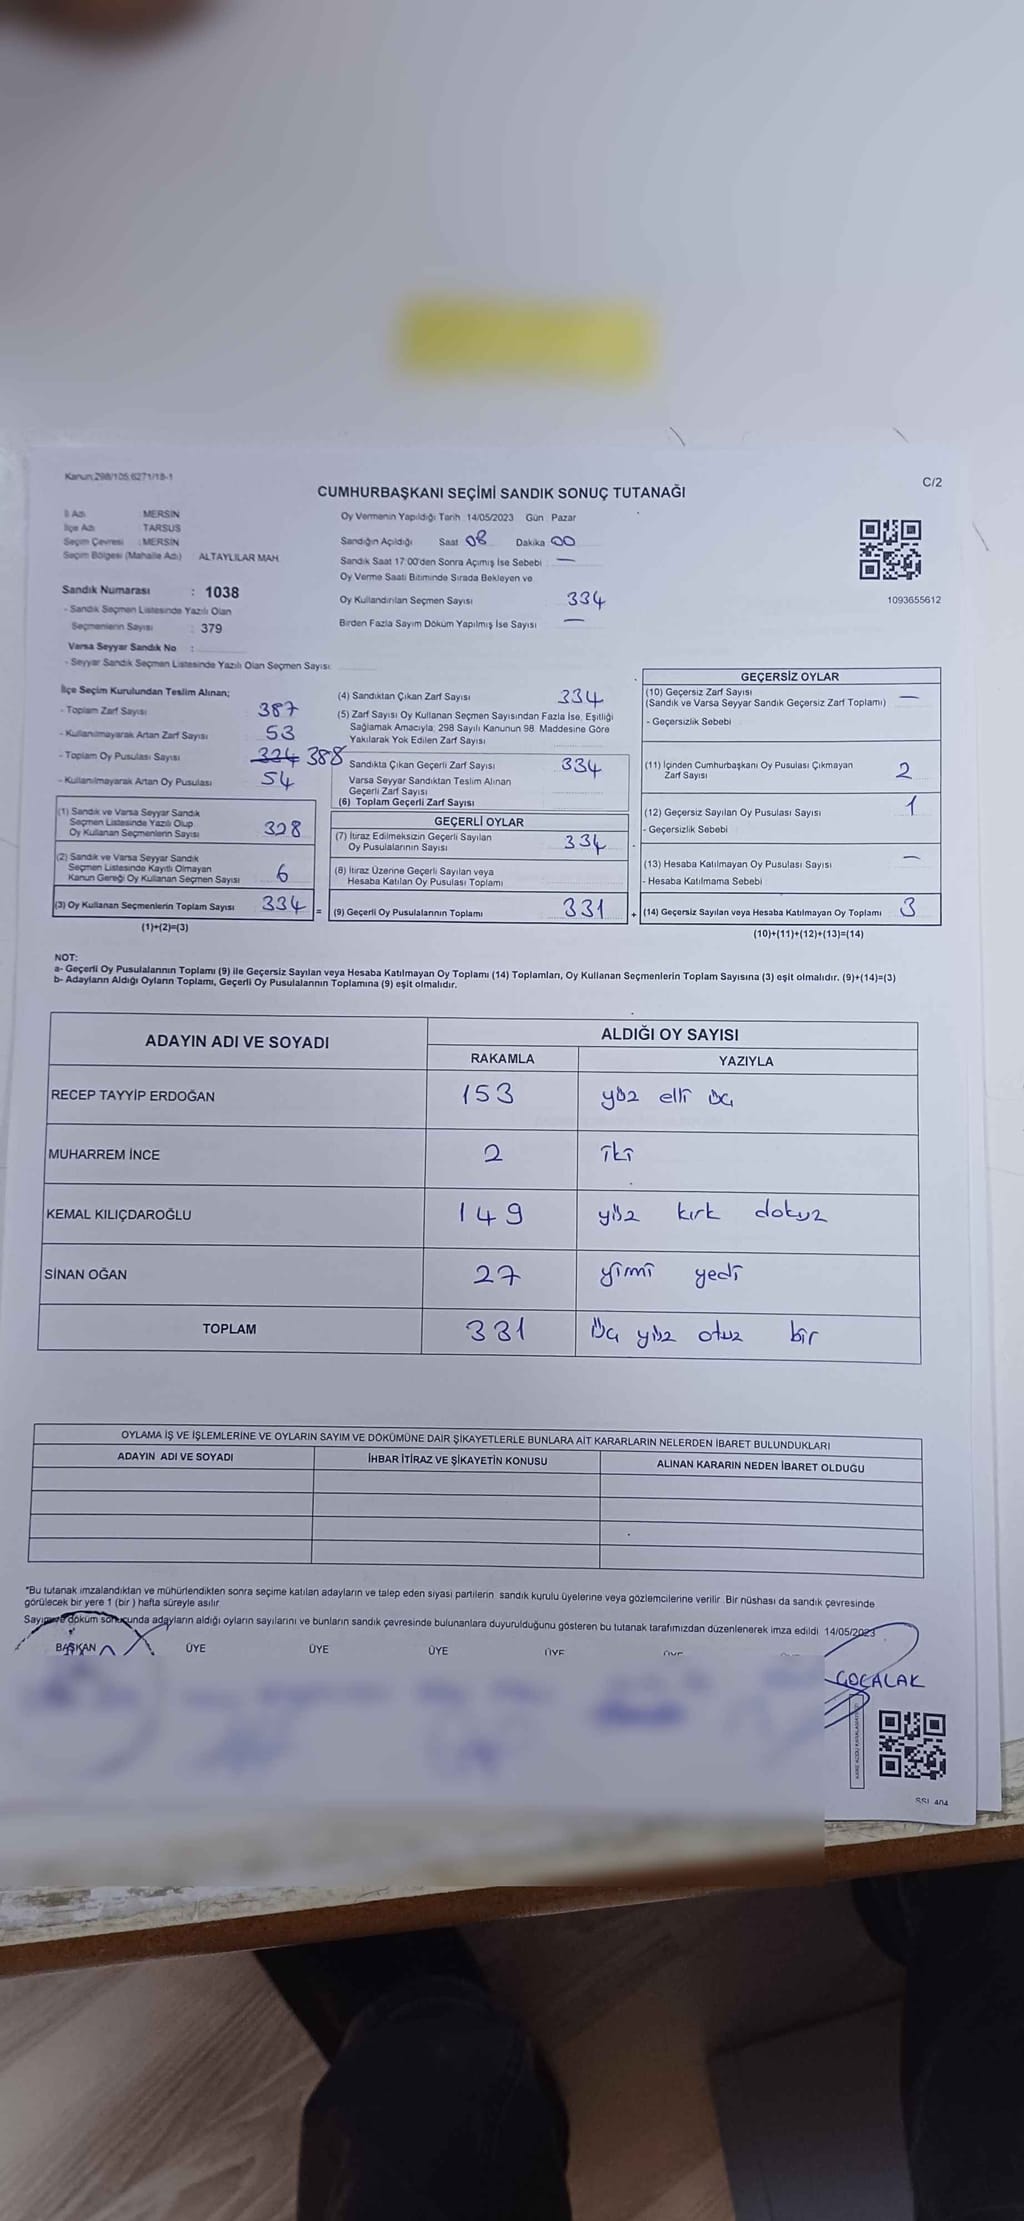 Kanun:298/105;6271/18-1
C/2
CUMHURBAŞKANI SEÇİMİ SANDIK SONUÇ TUTANAĞI
İl Adı MERSİN
İlçe Adı TARSUS
Seçim Çevresi : MERSİN
Seçim Bölgesi (Mahalle Adı) ALTAYLILAR MAH.
Sandık Numarası : 1038
- Sandık Seçmen Listesinde Yazılı Olan
Seçmenlerin Sayısı : 379
Varsa Seyyar Sandık No :
- Seyyar Sandık Seçmen Listesinde Yazılı Olan Seçmen Sayısı:
Oy Vermenin Yapıldığı Tarih 14/05/2023 Gün Pazar
Sandığın Açıldığı Saat 08 Dakika 00
Sandık Saat 17:00'den Sonra Açımış İse Sebebi : —
Oy Verme Saati Bitiminde Sırada Bekleyen ve
Oy Kullandırılan Seçmen Sayısı 334
Birden Fazla Sayım Döküm Yapılmış İse Sayısı —
1093655612
İlçe Seçim Kurulundan Teslim Alınan;
- Toplam Zarf Sayısı 387
- Kullanılmayarak Artan Zarf Sayısı 53
- Toplam Oy Pusulası Sayısı 324 388
- Kullanılmayarak Artan Oy Pusulası 54
(1) Sandık ve Varsa Seyyar Sandık
Seçmen Listesinde Yazılı Olup
Oy Kullanan Seçmenlerin Sayısı 328
(2) Sandık ve Varsa Seyyar Sandık
Seçmen Listesinde Kayıtlı Olmayan
Kanun Gereği Oy Kullanan Seçmen Sayısı 6
(3) Oy Kullanan Seçmenlerin Toplam Sayısı 334 =
(1)+(2)=(3)
(4) Sandıktan Çıkan Zarf Sayısı 334
(5) Zarf Sayısı Oy Kullanan Seçmen Sayısından Fazla İse, Eşitliği
Sağlamak Amacıyla, 298 Sayılı Kanunun 98. Maddesine Göre
Yakılarak Yok Edilen Zarf Sayısı
Sandıkta Çıkan Geçerli Zarf Sayısı 334
Varsa Seyyar Sandıktan Teslim Alınan
Geçerli Zarf Sayısı
(6) Toplam Geçerli Zarf Sayısı
GEÇERLİ OYLAR
(7) İtiraz Edilmeksizin Geçerli Sayılan
Oy Pusulalarının Sayısı 334
(8) İtiraz Üzerine Geçerli Sayılan veya
Hesaba Katılan Oy Pusulası Toplamı
(9) Geçerli Oy Pusulalarının Toplamı 331 +
GEÇERSİZ OYLAR
(10) Geçersiz Zarf Sayısı
(Sandık ve Varsa Seyyar Sandık Geçersiz Zarf Toplamı) —
- Geçersizlik Sebebi
(11) İçinden Cumhurbaşkanı Oy Pusulası Çıkmayan
Zarf Sayısı 2
(12) Geçersiz Sayılan Oy Pusulası Sayısı 1
- Geçersizlik Sebebi
(13) Hesaba Katılmayan Oy Pusulası Sayısı —
- Hesaba Katılmama Sebebi
(14) Geçersiz Sayılan veya Hesaba Katılmayan Oy Toplamı 3
(10)+(11)+(12)+(13)=(14)
NOT:
a- Geçerli Oy Pusulalarının Toplamı (9) ile Geçersiz Sayılan veya Hesaba Katılmayan Oy Toplamı (14) Toplamları, Oy Kullanan Seçmenlerin Toplam Sayısına (3) eşit olmalıdır. (9)+(14)=(3)
b- Adayların Aldığı Oyların Toplamı, Geçerli Oy Pusulalarının Toplamına (9) eşit olmalıdır.
ADAYIN ADI VE SOYADI ALDIĞI OY SAYISI
RAKAMLA YAZIYLA
RECEP TAYYİP ERDOĞAN 153 yüz elli üç
MUHARREM İNCE 2 iki
KEMAL KILIÇDAROĞLU 149 yüz kırk dokuz
SİNAN OĞAN 27 yimi yedi
TOPLAM 331 Üç yüz otuz bir
OYLAMA İŞ VE İŞLEMLERİNE VE OYLARIN SAYIM VE DÖKÜMÜNE DAİR ŞİKAYETLERLE BUNLARA AİT KARARLARIN NELERDEN İBARET BULUNDUKLARI
ADAYIN ADI VE SOYADI İHBAR İTİRAZ VE ŞİKAYETİN KONUSU ALINAN KARARIN NEDEN İBARET OLDUĞU
"Bu tutanak imzalandıktan ve mühürlendikten sonra seçime katılan adayların ve talep eden siyasi partilerin sandık kurulu üyelerine veya gözlemcilerine verilir. Bir nüshası da sandık çevresinde
görülecek bir yere 1 (bir ) hafta süreyle asılır.
Sayım ve döküm sonucunda adayların aldığı oyların sayılarını ve bunların sandık çevresinde bulunanlara duyurulduğunu gösteren bu tutanak tarafımızdan düzenlenerek imza edildi 14/05/2023
BAŞKAN ÜYE ÜYE ÜYE ÜYE
GOCALAK